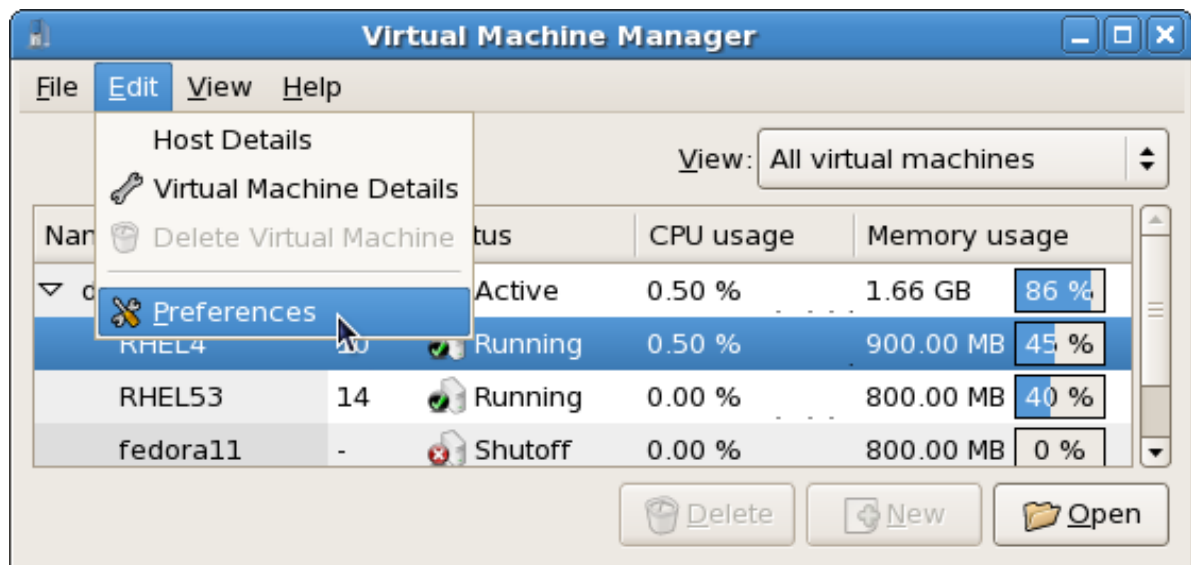 Virtual Machine Manager
File Edit View Help
Host Details
View: All virtual machines
Virtual Machine Details
Delete Virtual Machine
CPU usage Memory usage
Active 0.50 % 1.66 GB 86 %
Preferences
RHEL4 Running 0.50 % 900.00 MB 45 %
RHEL53 14 Running 0.00 % 800.00 MB 40 %
fedora11 - Shutoff 0.00 % 800.00 MB 0 %
Delete New Open